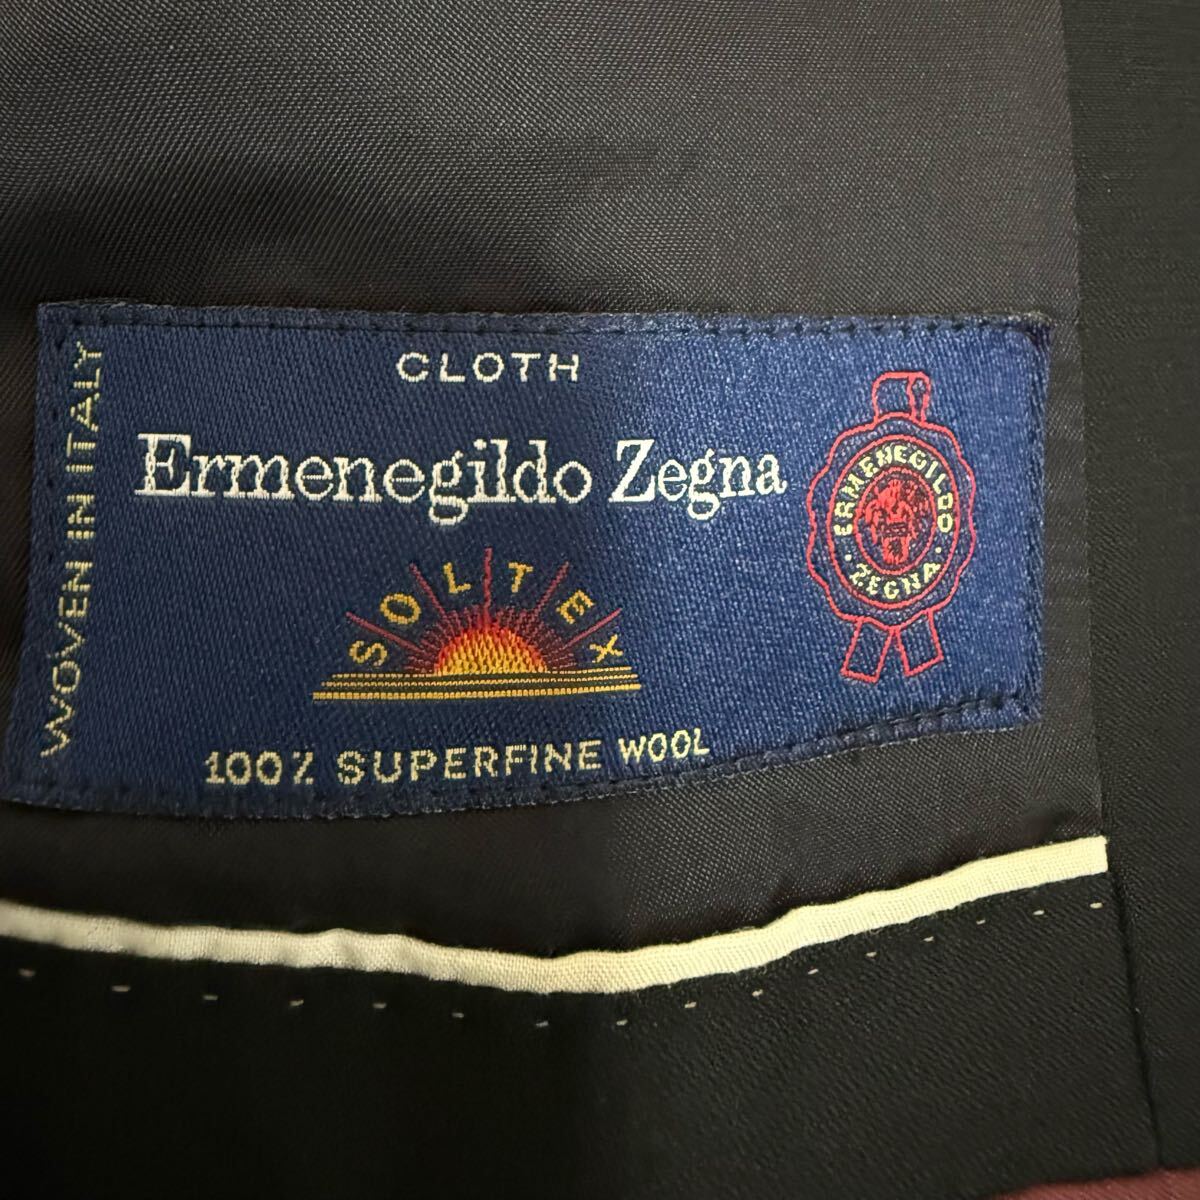 WOVEN IN ITALY
CLOTH
Ermenegildo Zegna
ERMENEGILDO
· ZEGNA ·
SOLTEX
100% SUPERFINE WOOL